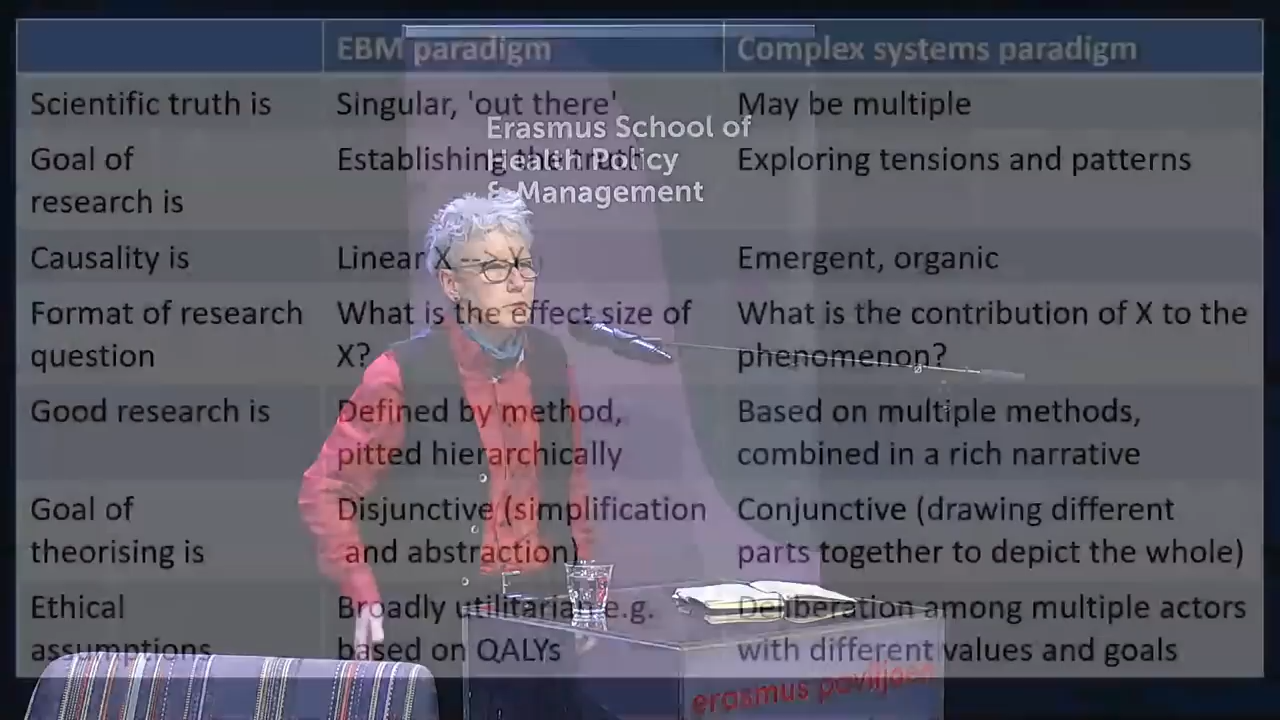 EBM paradigm
Complex systems paradigm
Scientific truth is
Singular, 'out there'
May be multiple
Goal of
research is
Establishing the truth
Exploring tensions and patterns
Causality is
Linear X --> Y
Emergent, organic
Format of research
question
What is the effect size of
X?
What is the contribution of X to the
phenomenon?
Good research is
Defined by method,
pitted hierarchically
Based on multiple methods,
combined in a rich narrative
Goal of
theorising is
Disjunctive (simplification
and abstraction)
Conjunctive (drawing different
parts together to depict the whole)
Ethical
assumptions
Broadly utilitarian e.g.
based on QALYs
Deliberation among multiple actors
with different values and goals
Erasmus School of
Health Policy
& Management
erasmus paviljoen